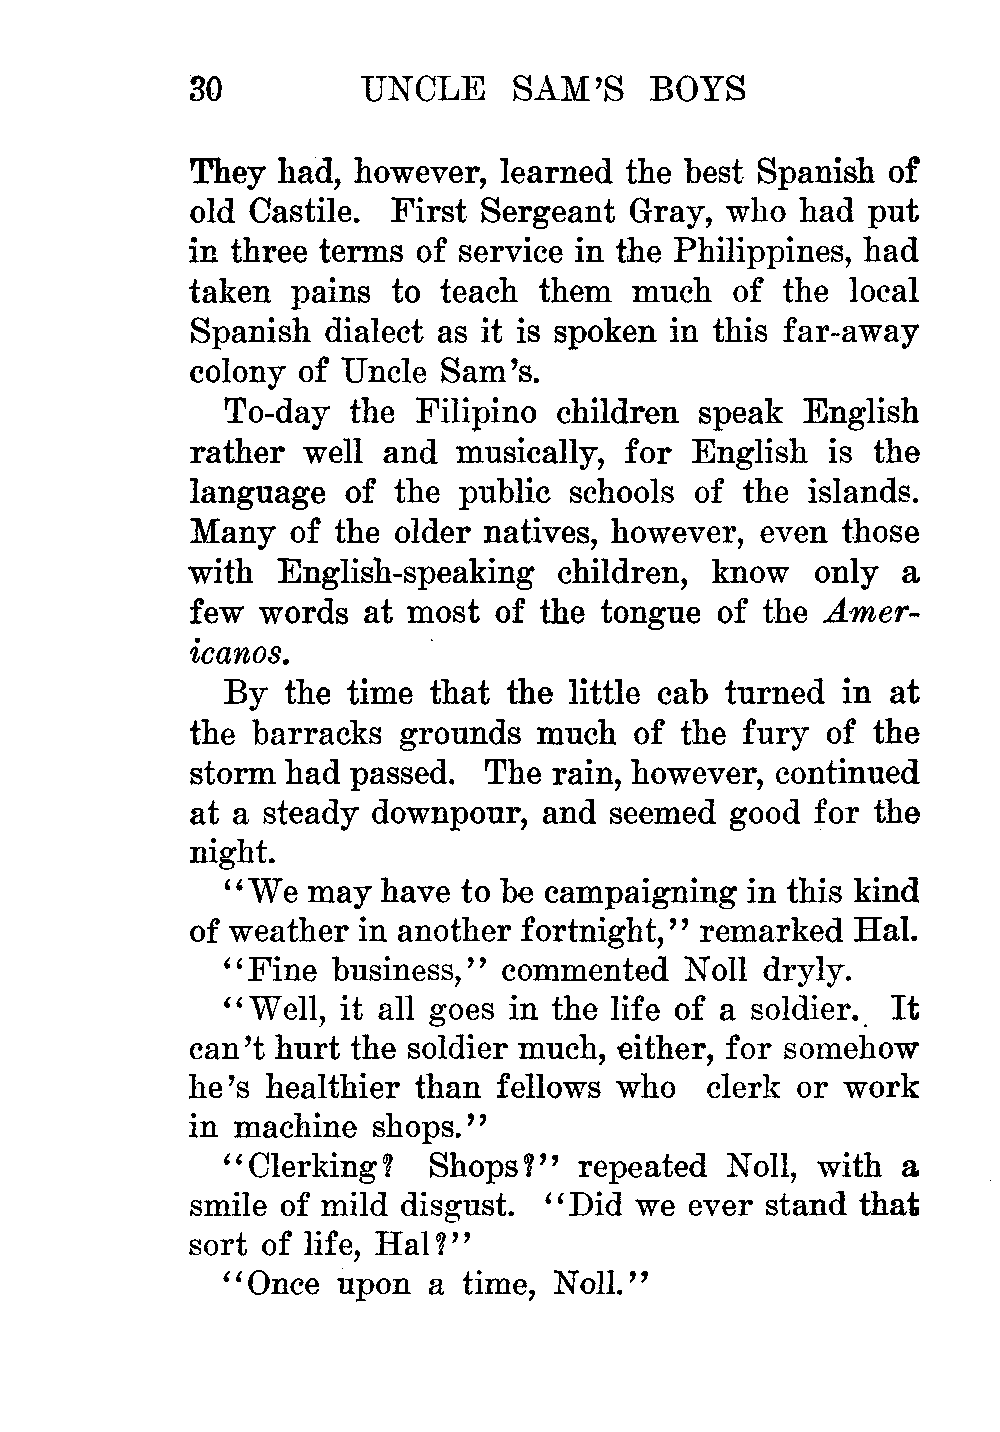 30 UNCLE SAM'S BOYS
They had, however, learned the best Spanish of
old Castile. First Sergeant Gray, who had put
in three terms of service in the Philippines, had
taken pains to teach them much of the local
Spanish dialect as it is spoken in this far-away
colony of Uncle Sam's.
To-day the Filipino children speak English
rather well and musically, for English is the
language of the public schools of the islands.
Many of the older natives, however, even those
with English-speaking children, know only a
few words at most of the tongue of the Amer-
icanos.
By the time that the little cab turned in at
the barracks grounds much of the fury of the
storm had passed. The rain, however, continued
at a steady downpour, and seemed good for the
night.
"We may have to be campaigning in this kind
of weather in another fortnight," remarked Hal.
"Fine business," commented Noll dryly.
"Well, it all goes in the life of a soldier. It
can't hurt the soldier much, either, for somehow
he's healthier than fellows who clerk or work
in machine shops."
"Clerking? Shops?" repeated Noll, with a
smile of mild disgust. "Did we ever stand that
sort of life, Hal?"
"Once upon a time, Noll."